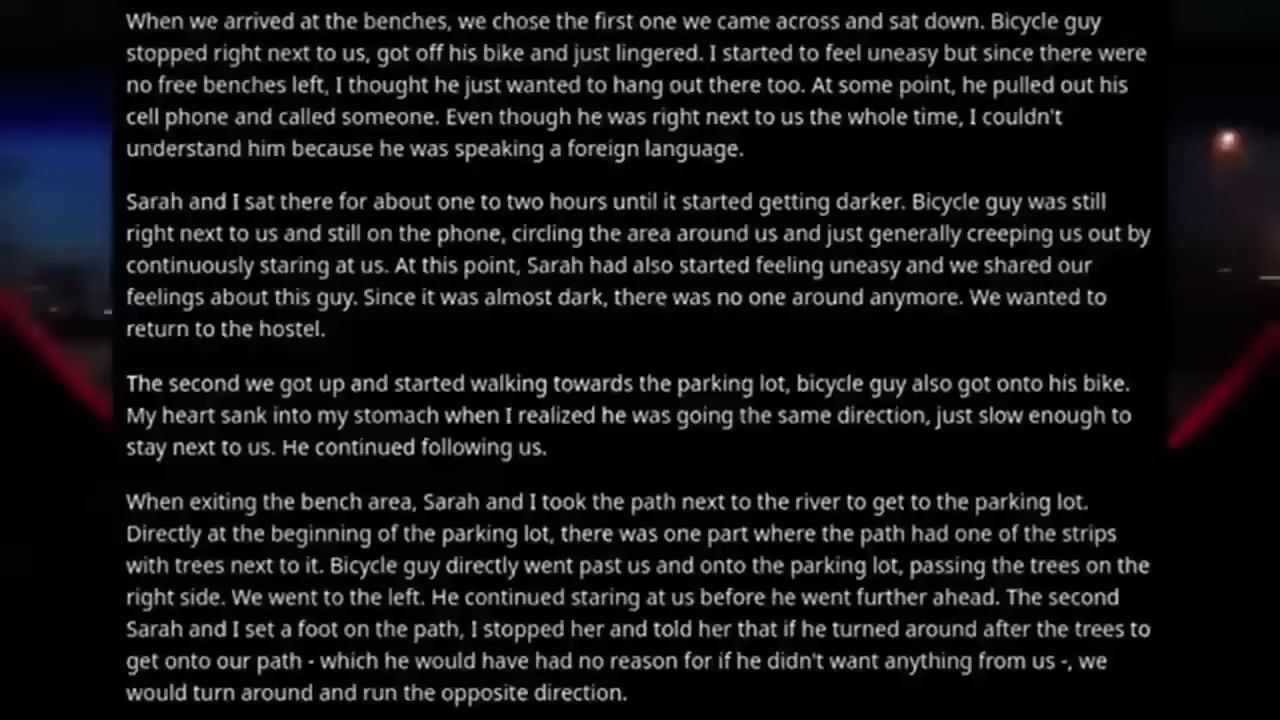 When we arrived at the benches, we chose the first one we came across and sat down. Bicycle guy
stopped right next to us, got off his bike and just lingered. I started to feel uneasy but since there were
no free benches left, I thought he just wanted to hang out there too. At some point, he pulled out his
cell phone and called someone. Even though he was right next to us the whole time, I couldn't
understand him because he was speaking a foreign language.
Sarah and I sat there for about one to two hours until it started getting darker. Bicycle guy was still
right next to us and still on the phone, circling the area around us and just generally creeping us out by
continuously staring at us. At this point, Sarah had also started feeling uneasy and we shared our
feelings about this guy. Since it was almost dark, there was no one around anymore. We wanted to
return to the hostel.
The second we got up and started walking towards the parking lot, bicycle guy also got onto his bike.
My heart sank into my stomach when I realized he was going the same direction, just slow enough to
stay next to us. He continued following us.
When exiting the bench area, Sarah and I took the path next to the river to get to the parking lot.
Directly at the beginning of the parking lot, there was one part where the path had one of the strips
with trees next to it. Bicycle guy directly went past us and onto the parking lot, passing the trees on the
right side. We went to the left. He continued staring at us before he went further ahead. The second
Sarah and I set a foot on the path, I stopped her and told her that if he turned around after the trees to
get onto our path - which he would have had no reason for if he didn't want anything from us -, we
would turn around and run the opposite direction.